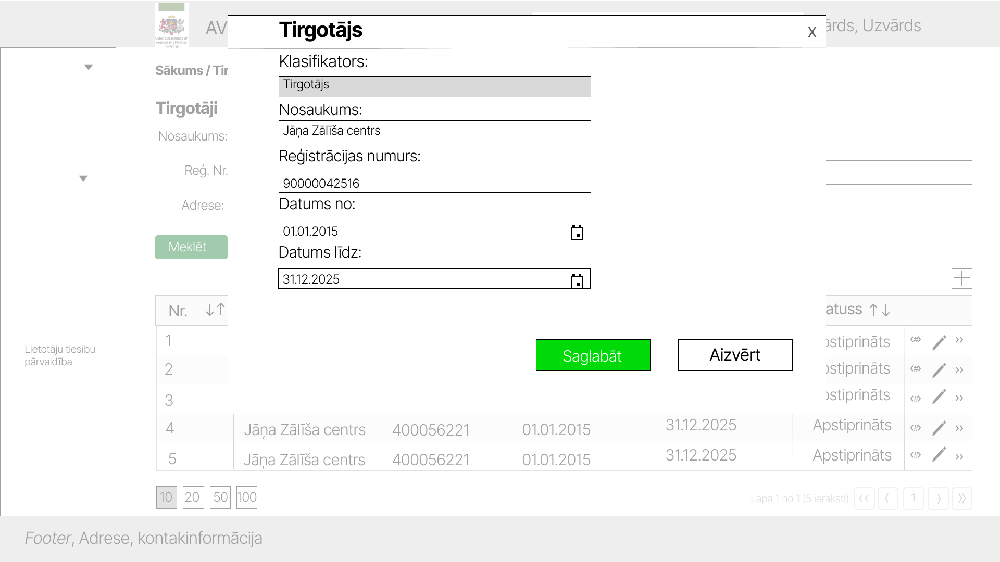 Vides aizsardzības un
reģionālās attīstības
ministrija
AV
ārds, Uzvārds
Tirgotājs
x
Sākums / Tir
Tirgotāji
Nosaukums:
Reģ. Nr.
Adrese:
Meklēt
Klasifikators:
Tirgotājs
Nosaukums:
Jāņa Zālīša centrs
Reģistrācijas numurs:
90000042516
Datums no:
01.01.2015
Datums līdz:
31.12.2025
Saglabāt
Aizvērt
Lietotāju tiesību
pārvaldība
Nr. ↓↑ atuss ↑↓
1 ostiprināts <#> ››
2 ostiprināts <#> ››
3 ostiprināts <#> ››
4 Jāņa Zālīša centrs 400056221 01.01.2015 31.12.2025 Apstiprināts <#> ››
5 Jāņa Zālīša centrs 400056221 01.01.2015 31.12.2025 Apstiprināts <#> ››
10 20 50 100
Lapa 1 no 1 (5 ieraksti) ‹‹ ⟨ 1 ⟩ ⟩⟩
Footer, Adrese, kontakinformācija